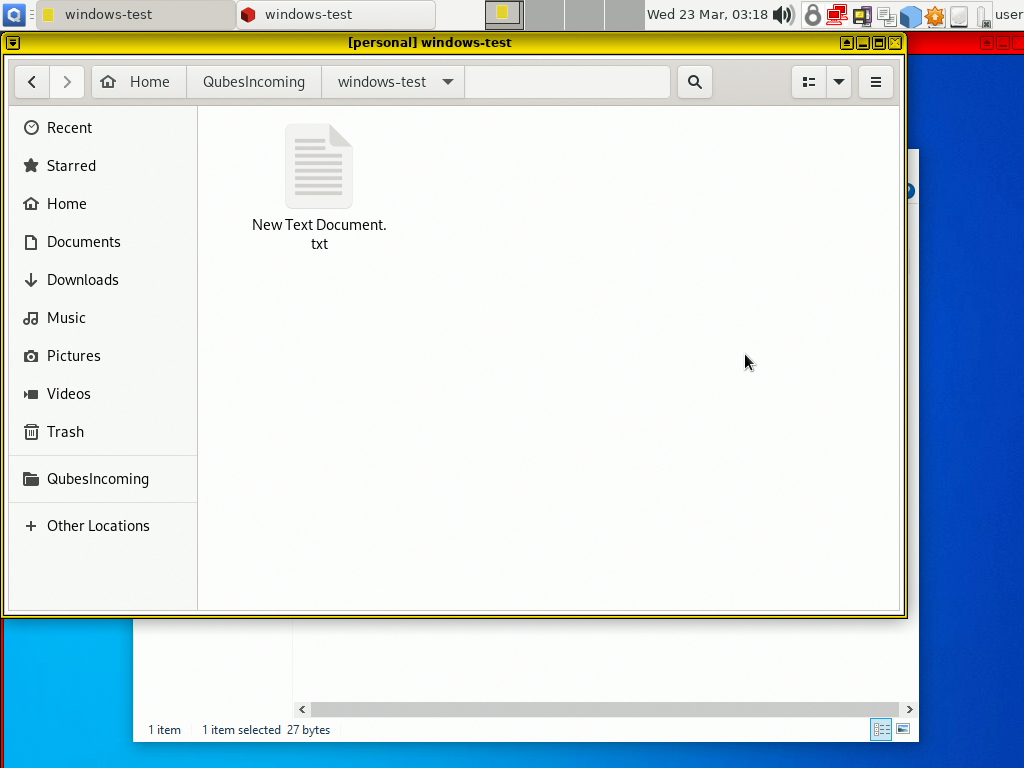 windows-test
windows-test
Wed 23 Mar, 03:18
user
[personal] windows-test
Home
QubesIncoming
windows-test
Recent
Starred
Home
Documents
Downloads
Music
Pictures
Videos
Trash
QubesIncoming
Other Locations
New Text Document.
txt
1 item
1 item selected 27 bytes